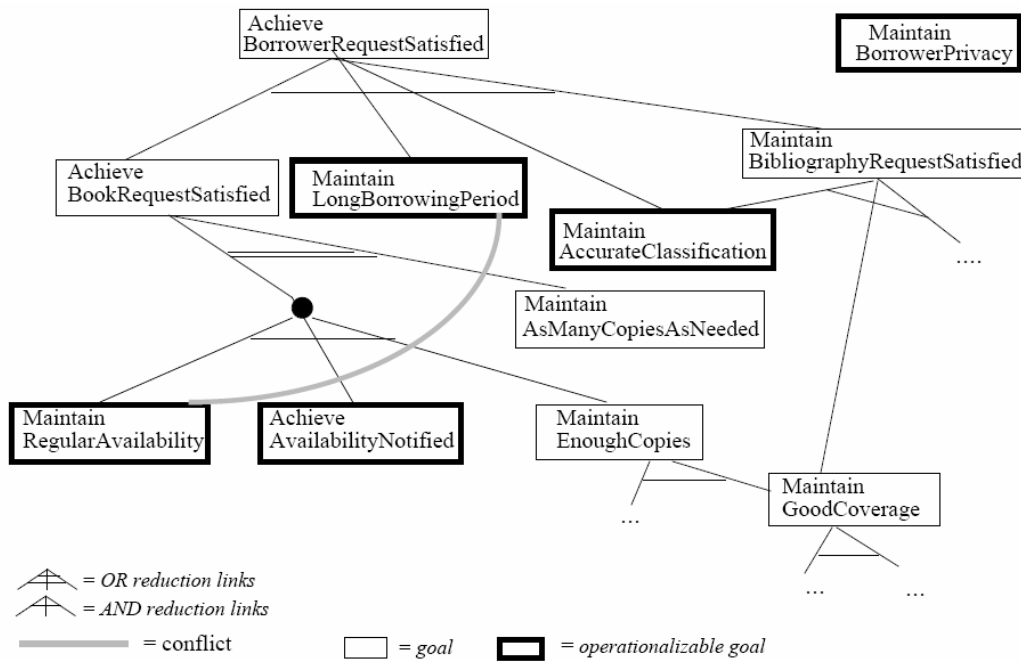 Achieve
BorrowerRequestSatisfied
Maintain
BorrowerPrivacy
Maintain
BibliographyRequestSatisfied
Achieve
BookRequestSatisfied
Maintain
LongBorrowingPeriod
Maintain
AccurateClassification
....
Maintain
AsManyCopiesAsNeeded
Maintain
RegularAvailability
Achieve
AvailabilityNotified
Maintain
EnoughCopies
Maintain
GoodCoverage
...
...
...
= OR reduction links
= AND reduction links
= conflict
= goal
= operationalizable goal